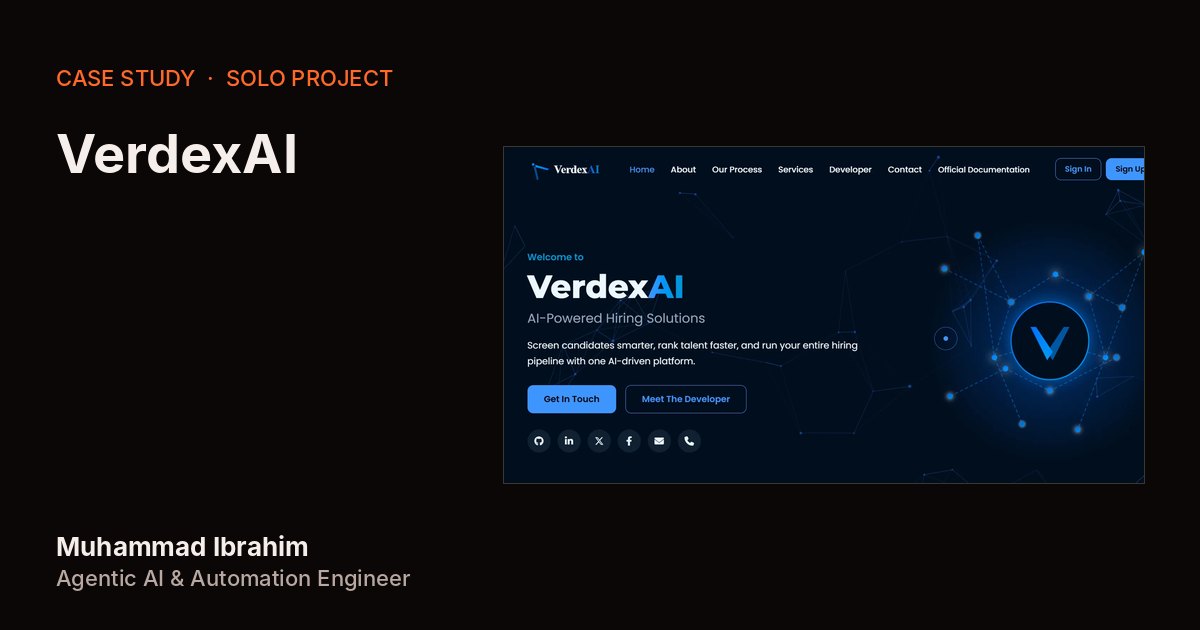 CASE STUDY · SOLO PROJECT
VerdexAI
VerdexAI Home About Our Process Services Developer Contact Official Documentation Sign In Sign Up
Welcome to
VerdexAI
AI-Powered Hiring Solutions
Screen candidates smarter, rank talent faster, and run your entire hiring
pipeline with one AI-driven platform.
Get In Touch Meet The Developer
Muhammad Ibrahim
Agentic AI & Automation Engineer